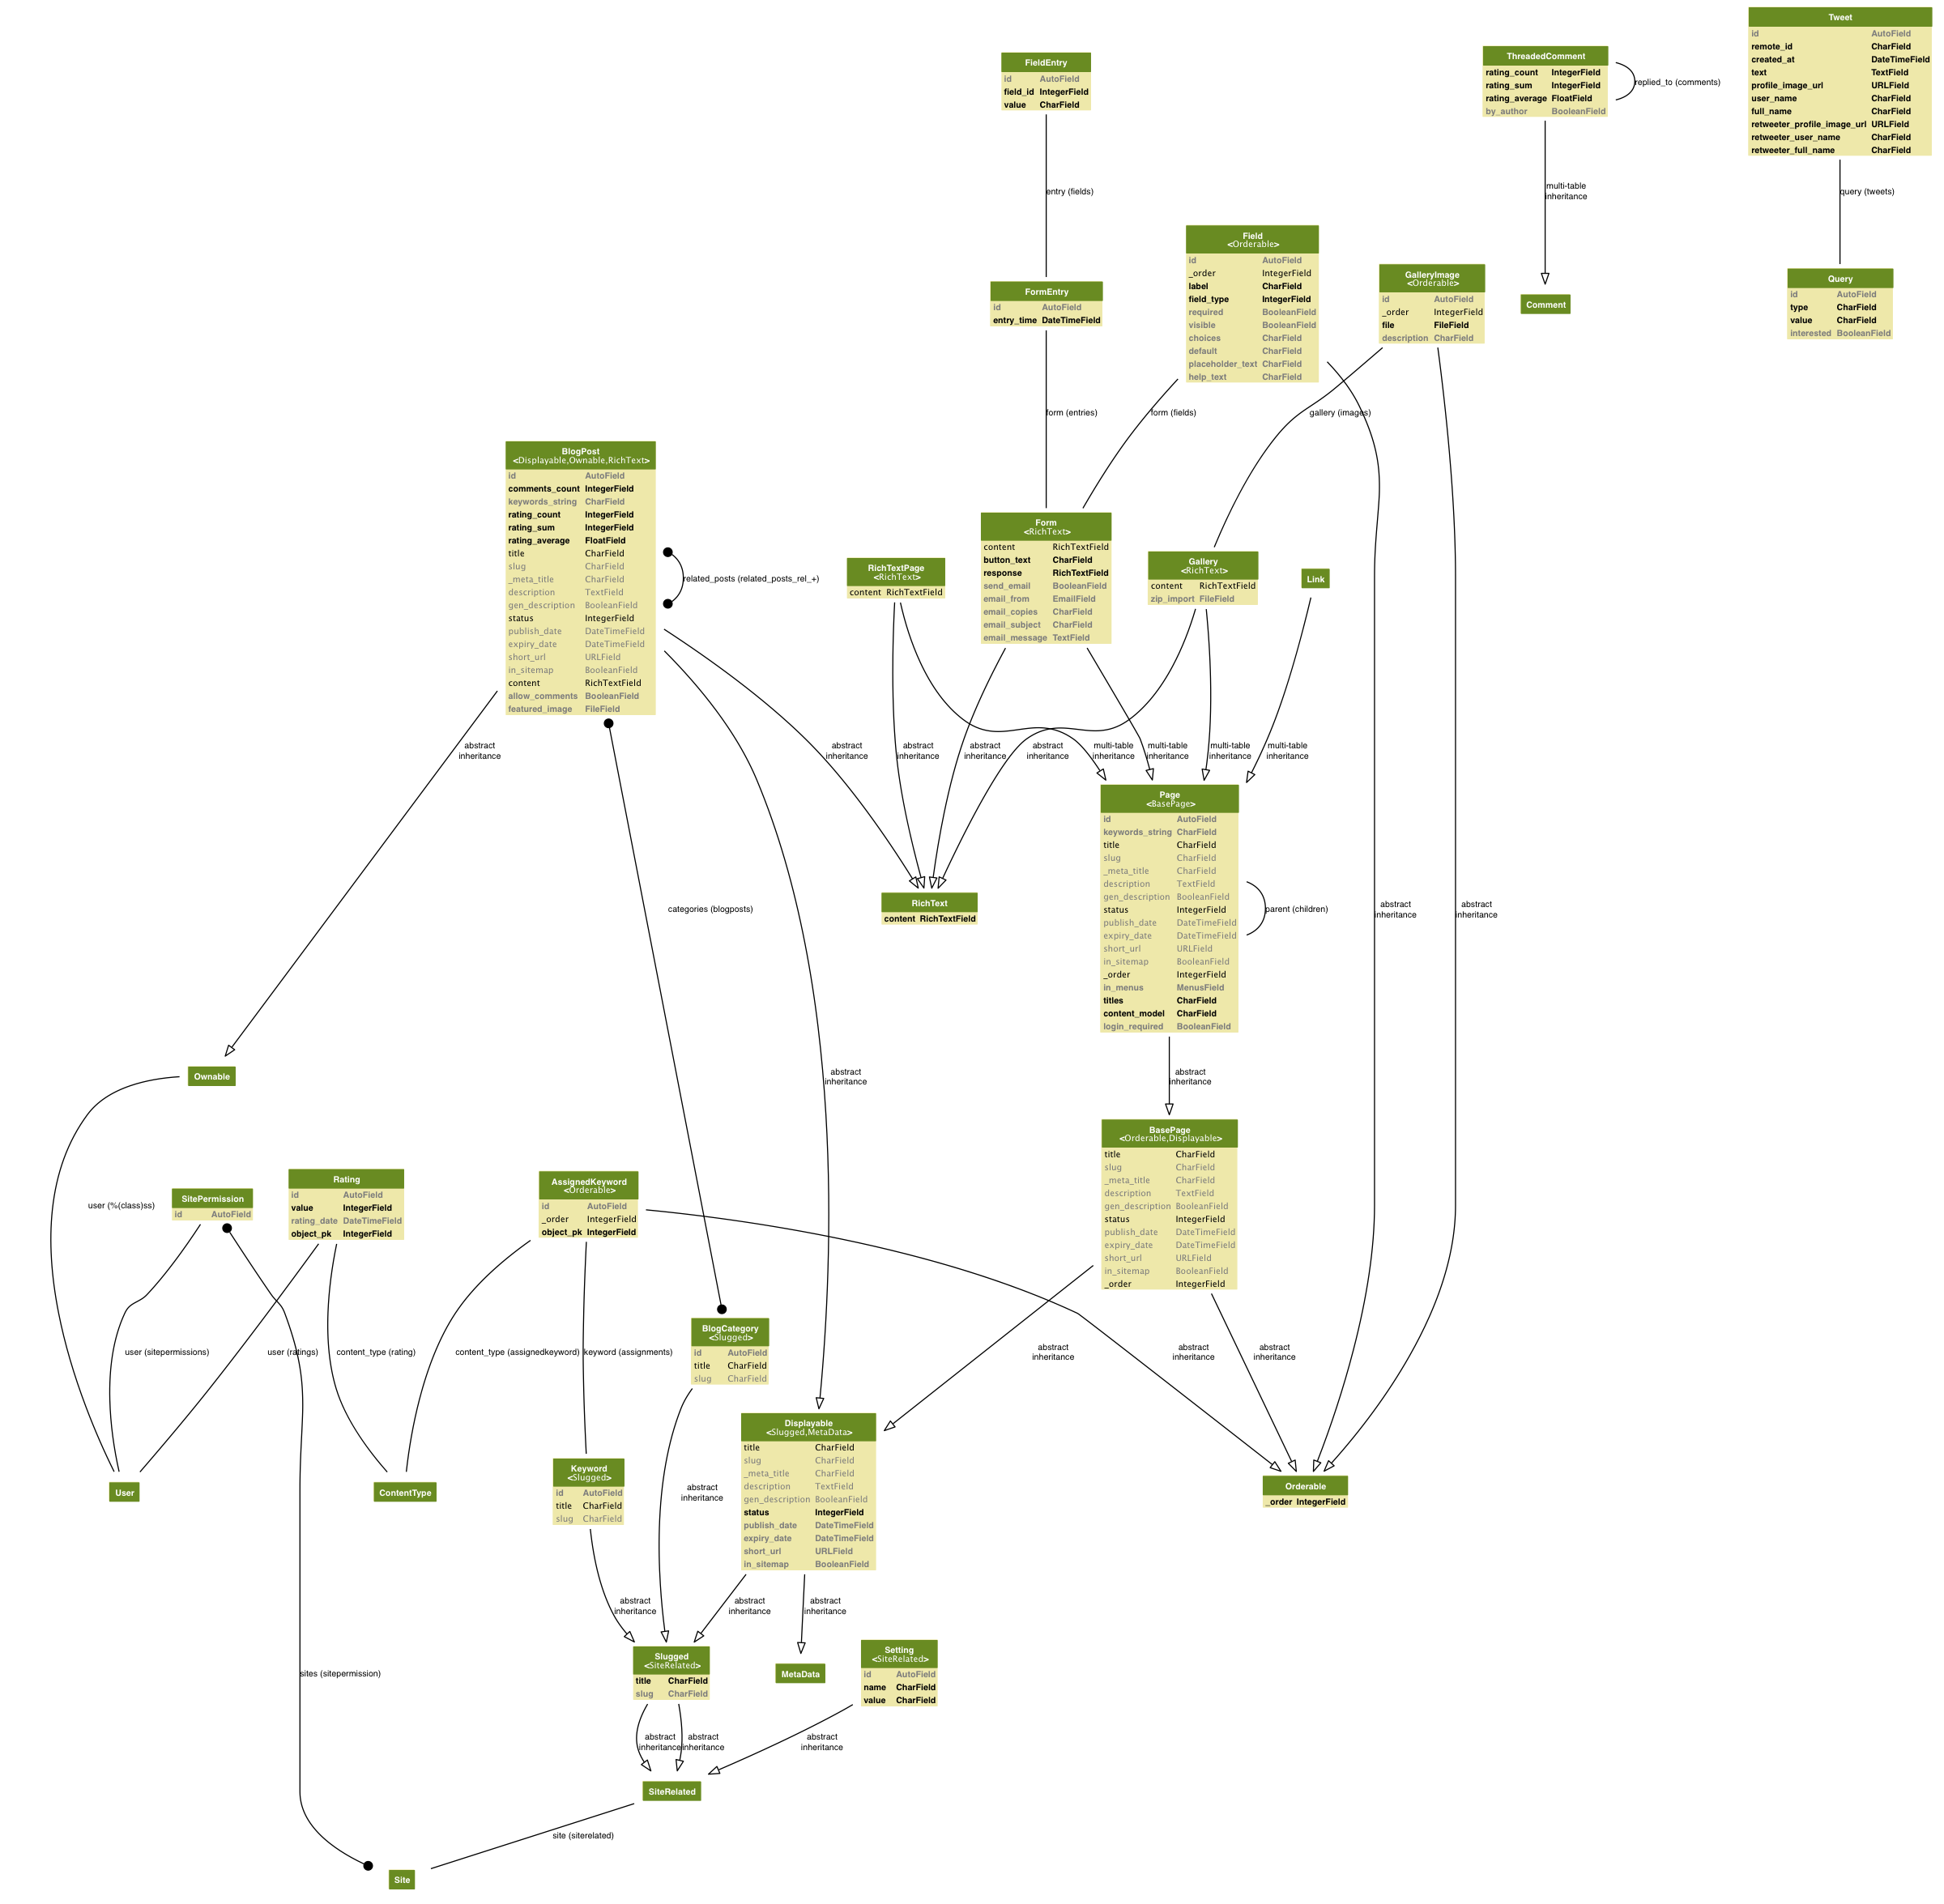 Tweet
id AutoField
remote_id CharField
created_at DateTimeField
text TextField
profile_image_url URLField
user_name CharField
full_name CharField
retweeter_profile_image_url URLField
retweeter_user_name CharField
retweeter_full_name CharField
FieldEntry
id AutoField
field_id IntegerField
value CharField
ThreadedComment
rating_count IntegerField
rating_sum IntegerField
rating_average FloatField
by_author BooleanField
replied_to (comments)
entry (fields)
multi-table
inheritance
query (tweets)
Field
<Orderable>
id AutoField
_order IntegerField
label CharField
field_type IntegerField
required BooleanField
visible BooleanField
choices CharField
default CharField
placeholder_text CharField
help_text CharField
GalleryImage
<Orderable>
id AutoField
_order IntegerField
file FileField
description CharField
FormEntry
id AutoField
entry_time DateTimeField
Comment
Query
id AutoField
type CharField
value CharField
interested BooleanField
form (entries)
form (fields)
gallery (images)
BlogPost
<Displayable,Ownable,RichText>
id AutoField
comments_count IntegerField
keywords_string CharField
rating_count IntegerField
rating_sum IntegerField
rating_average FloatField
title CharField
slug CharField
_meta_title CharField
description TextField
gen_description BooleanField
status IntegerField
publish_date DateTimeField
expiry_date DateTimeField
short_url URLField
in_sitemap BooleanField
content RichTextField
allow_comments BooleanField
featured_image FileField
related_posts (related_posts_rel_+)
RichTextPage
<RichText>
content RichTextField
Form
<RichText>
content RichTextField
button_text CharField
response RichTextField
send_email BooleanField
email_from EmailField
email_copies CharField
email_subject CharField
email_message TextField
Gallery
<RichText>
content RichTextField
zip_import FileField
Link
abstract
inheritance
abstract
inheritance
abstract
inheritance
abstract
inheritance
abstract
inheritance
multi-table
inheritance
multi-table
inheritance
multi-table
inheritance
multi-table
inheritance
Page
<BasePage>
id AutoField
keywords_string CharField
title CharField
slug CharField
_meta_title CharField
description TextField
gen_description BooleanField
status IntegerField
publish_date DateTimeField
expiry_date DateTimeField
short_url URLField
in_sitemap BooleanField
_order IntegerField
in_menus MenusField
titles CharField
content_model CharField
login_required BooleanField
parent (children)
RichText
content RichTextField
categories (blogposts)
abstract
inheritance
abstract
inheritance
Ownable
abstract
inheritance
abstract
inheritance
BasePage
<Orderable,Displayable>
title CharField
slug CharField
_meta_title CharField
description TextField
gen_description BooleanField
status IntegerField
publish_date DateTimeField
expiry_date DateTimeField
short_url URLField
in_sitemap BooleanField
_order IntegerField
user (%(class)ss)
SitePermission
id AutoField
Rating
id AutoField
value IntegerField
rating_date DateTimeField
object_pk IntegerField
AssignedKeyword
<Orderable>
id AutoField
_order IntegerField
object_pk IntegerField
BlogCategory
<Slugged>
id AutoField
title CharField
slug CharField
user (sitepermissions)
user (ratings)
content_type (rating)
content_type (assignedkeyword)
keyword (assignments)
abstract
inheritance
abstract
inheritance
abstract
inheritance
Displayable
<Slugged,MetaData>
title CharField
slug CharField
_meta_title CharField
description TextField
gen_description BooleanField
status IntegerField
publish_date DateTimeField
expiry_date DateTimeField
short_url URLField
in_sitemap BooleanField
User
ContentType
Keyword
<Slugged>
id AutoField
title CharField
slug CharField
abstract
inheritance
Orderable
_order IntegerField
abstract
inheritance
abstract
inheritance
abstract
inheritance
Slugged
<SiteRelated>
title CharField
slug CharField
MetaData
Setting
<SiteRelated>
id AutoField
name CharField
value CharField
sites (sitepermission)
abstract
inheritance
abstract
inheritance
abstract
inheritance
SiteRelated
site (siterelated)
Site